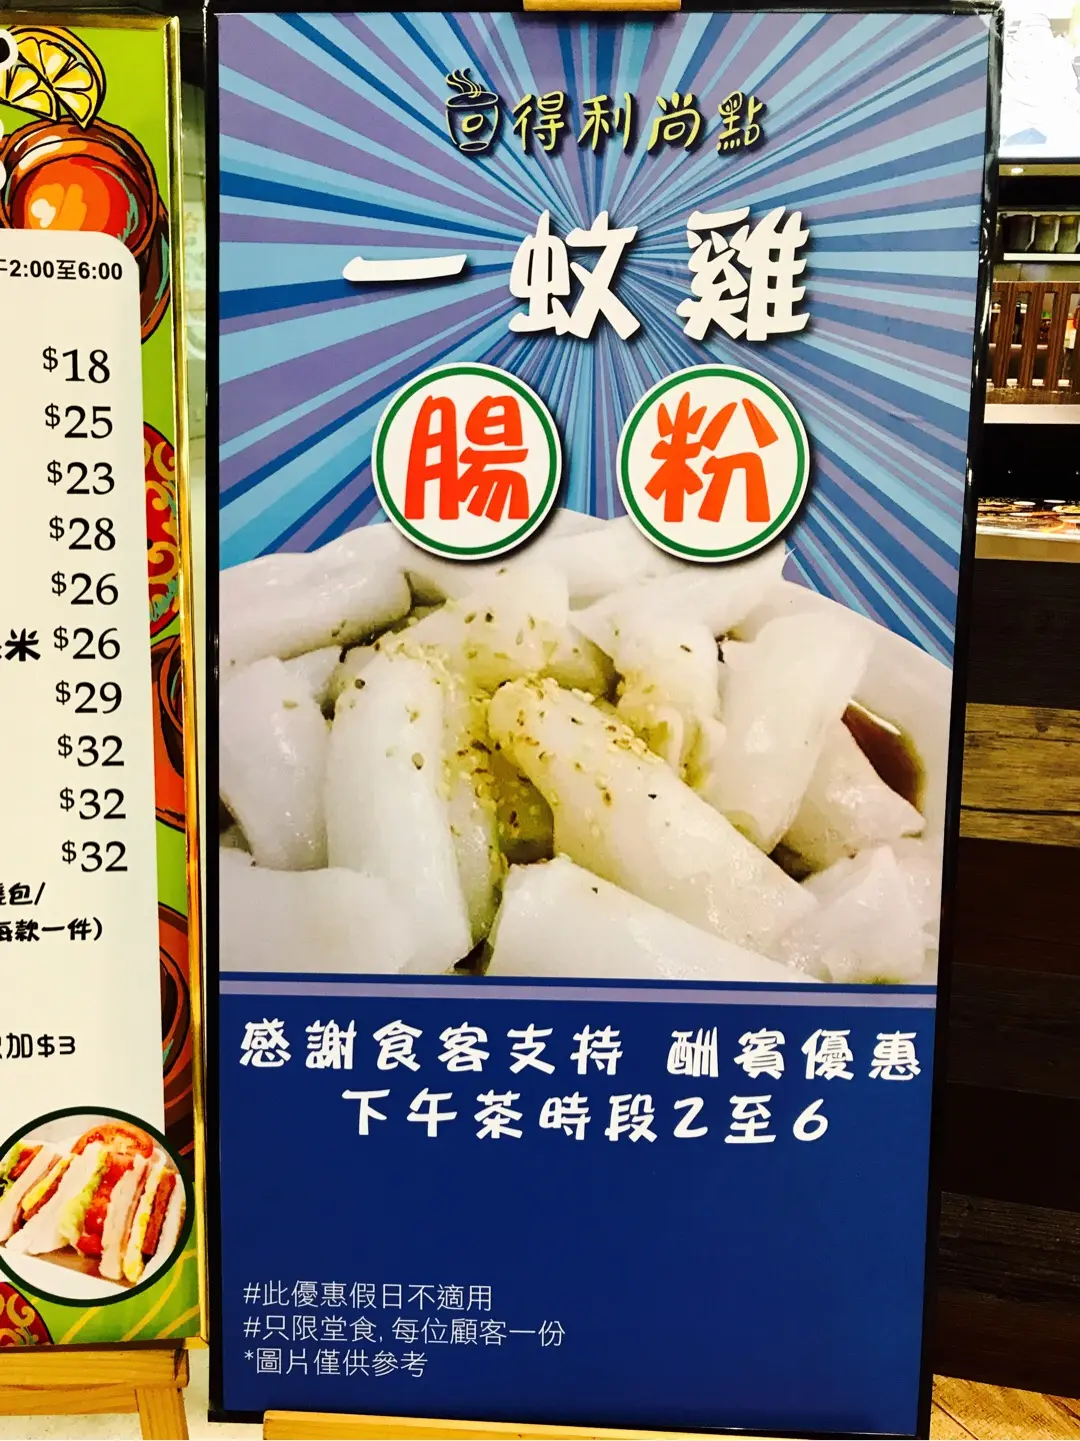 得利尚點
一蚊雞
腸粉
感謝食客支持 酬賓優惠
下午茶時段2至6
#此優惠假日不適用
#只限堂食, 每位顧客一份
*圖片僅供參考
2:00至6:00
$18
$25
$23
$28
$26
米 $26
$29
$32
$32
$32
包/
每款一件)
加$3